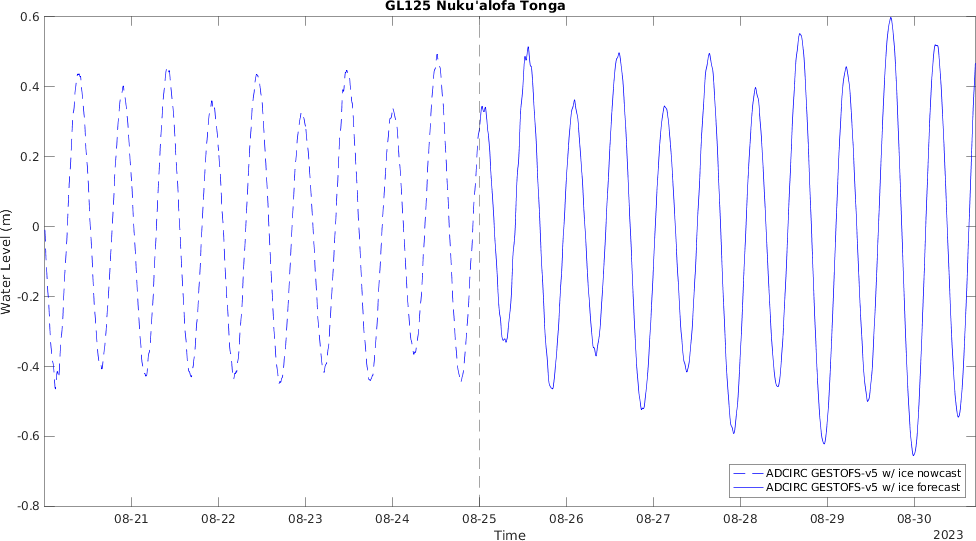 GL125 Nuku'alofa Tonga
0.6
0.4
0.2
0
-0.2
-0.4
-0.6
-0.8
Water Level (m)
ADCIRC GESTOFS-v5 w/ ice nowcast
ADCIRC GESTOFS-v5 w/ ice forecast
08-21 08-22 08-23 08-24 08-25 08-26 08-27 08-28 08-29 08-30
Time
2023